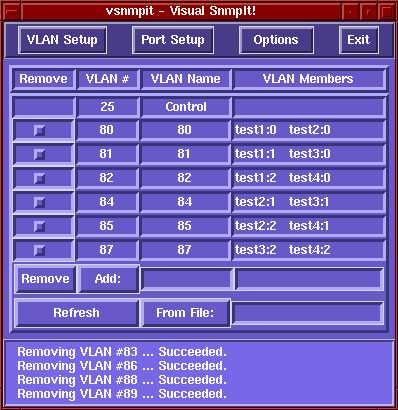 vsnmpit - Visual SnmpIt!
VLAN Setup Port Setup Options Exit
Remove VLAN # VLAN Name VLAN Members
25 Control
80 80 test1:0 test2:0
81 81 test1:1 test3:0
82 82 test1:2 test4:0
84 84 test2:1 test3:1
85 85 test2:2 test4:1
87 87 test3:2 test4:2
Remove Add:
Refresh From File:
Removing VLAN #83 ... Succeeded.
Removing VLAN #86 ... Succeeded.
Removing VLAN #88 ... Succeeded.
Removing VLAN #89 ... Succeeded.